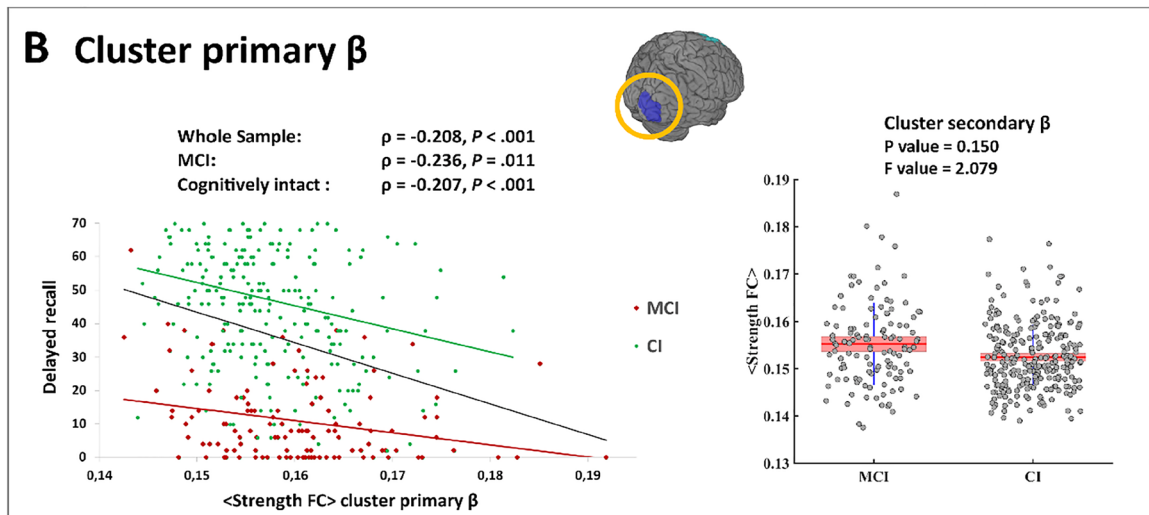 B Cluster primary β
Whole Sample: ρ = -0.208, P < .001
MCI: ρ = -0.236, P = .011
Cognitively intact : ρ = -0.207, P < .001
Delayed recall
70
60
50
40
30
20
10
0
0,14 0,15 0,16 0,17 0,18 0,19
<Strength FC> cluster primary β
MCI
CI
Cluster secondary β
P value = 0.150
F value = 2.079
<Strength FC>
0.19
0.18
0.17
0.16
0.15
0.14
0.13
MCI CI